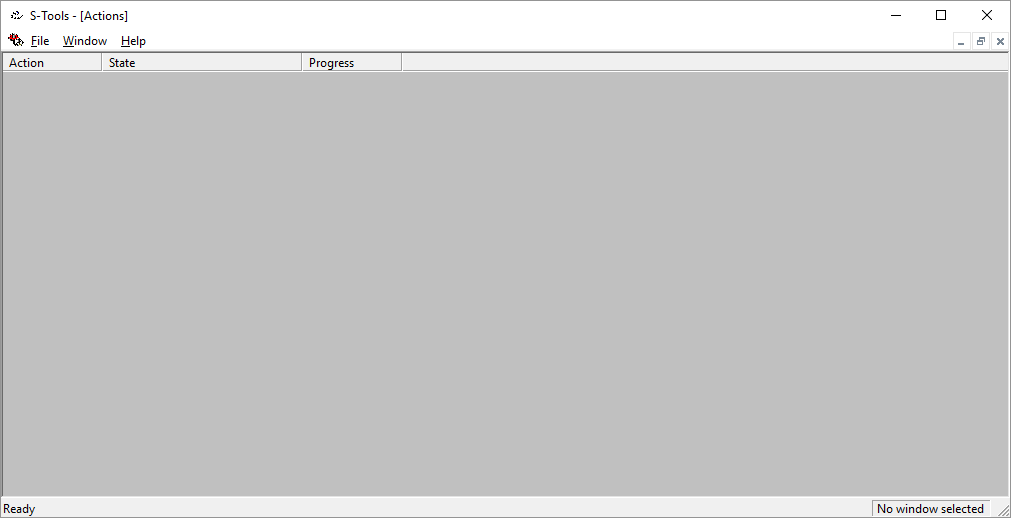 S-Tools - [Actions]
File Window Help
Action State Progress
Ready No window selected